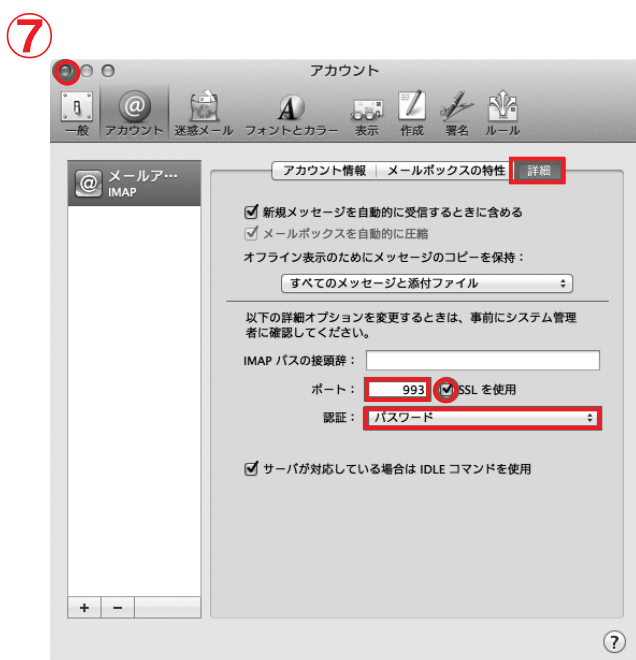 ⑦
アカウント
一般 アカウント 迷惑メール フォントとカラー 表示 作成 署名 ルール
メールア…
IMAP
アカウント情報 メールボックスの特性 詳細
新規メッセージを自動的に受信するときに含める
メールボックスを自動的に圧縮
オフライン表示のためにメッセージのコピーを保持：
すべてのメッセージと添付ファイル
以下の詳細オプションを変更するときは、事前にシステム管理
者に確認してください。
IMAP パスの接頭辞：
ポート： 993 SSL を使用
認証： パスワード
サーバが対応している場合は IDLE コマンドを使用
+ −
?